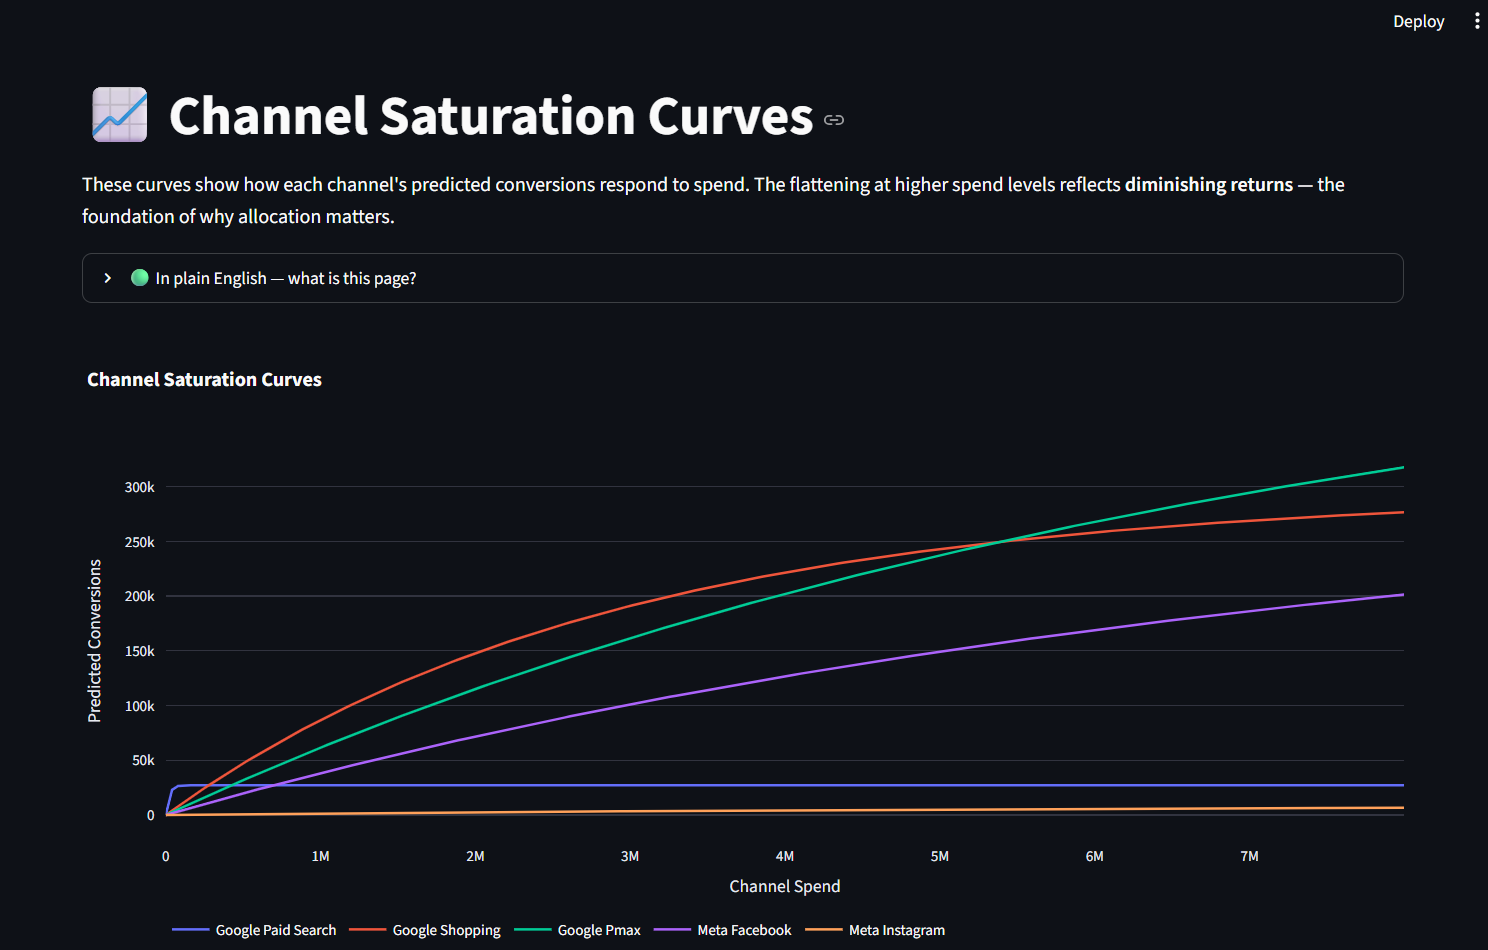 Deploy
Channel Saturation Curves
These curves show how each channel's predicted conversions respond to spend. The flattening at higher spend levels reflects diminishing returns — the
foundation of why allocation matters.
In plain English — what is this page?
Channel Saturation Curves
300k
250k
200k
150k
100k
50k
0
Predicted Conversions
0 1M 2M 3M 4M 5M 6M 7M
Channel Spend
Google Paid Search Google Shopping Google Pmax Meta Facebook Meta Instagram